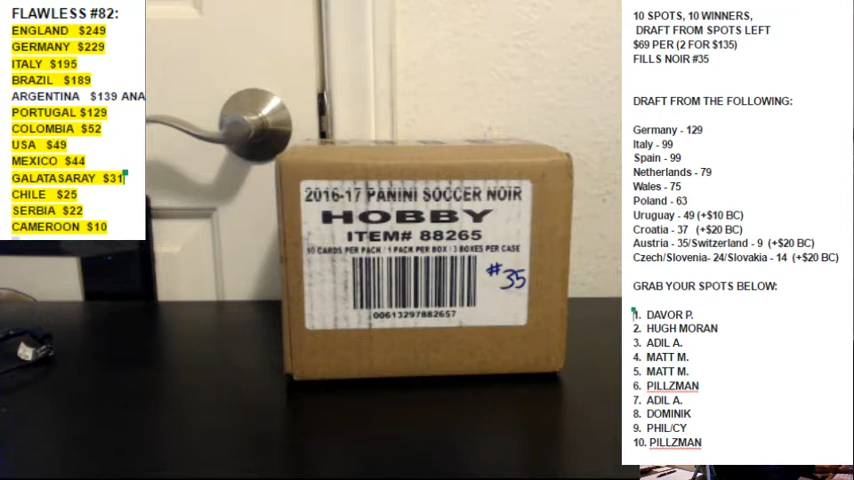 FLAWLESS #82:
ENGLAND $249
GERMANY $229
ITALY $195
BRAZIL $189
ARGENTINA $139 ANA
PORTUGAL $129
COLOMBIA $52
USA $49
MEXICO $44
GALATASARAY $31
CHILE $25
SERBIA $22
CAMEROON $10
2016-17 PANINI SOCCER NOIR
HOBBY
ITEM# 88265
10 CARDS PER PACK / 1 PACK PER BOX / 3 BOXES PER CASE
#35
00613297882657
10 SPOTS, 10 WINNERS,
DRAFT FROM SPOTS LEFT
$69 PER (2 FOR $135)
FILLS NOIR #35
DRAFT FROM THE FOLLOWING:
Germany - 129
Italy - 99
Spain - 99
Netherlands - 79
Wales - 75
Poland - 63
Uruguay - 49 (+$10 BC)
Croatia - 37 (+$20 BC)
Austria - 35/Switzerland - 9 (+$20 BC)
Czech/Slovenia- 24/Slovakia - 14 (+$20 BC)
GRAB YOUR SPOTS BELOW:
1. DAVOR P.
2. HUGH MORAN
3. ADIL A.
4. MATT M.
5. MATT M.
6. PILLZMAN
7. ADIL A.
8. DOMINIK
9. PHIL/CY
10. PILLZMAN